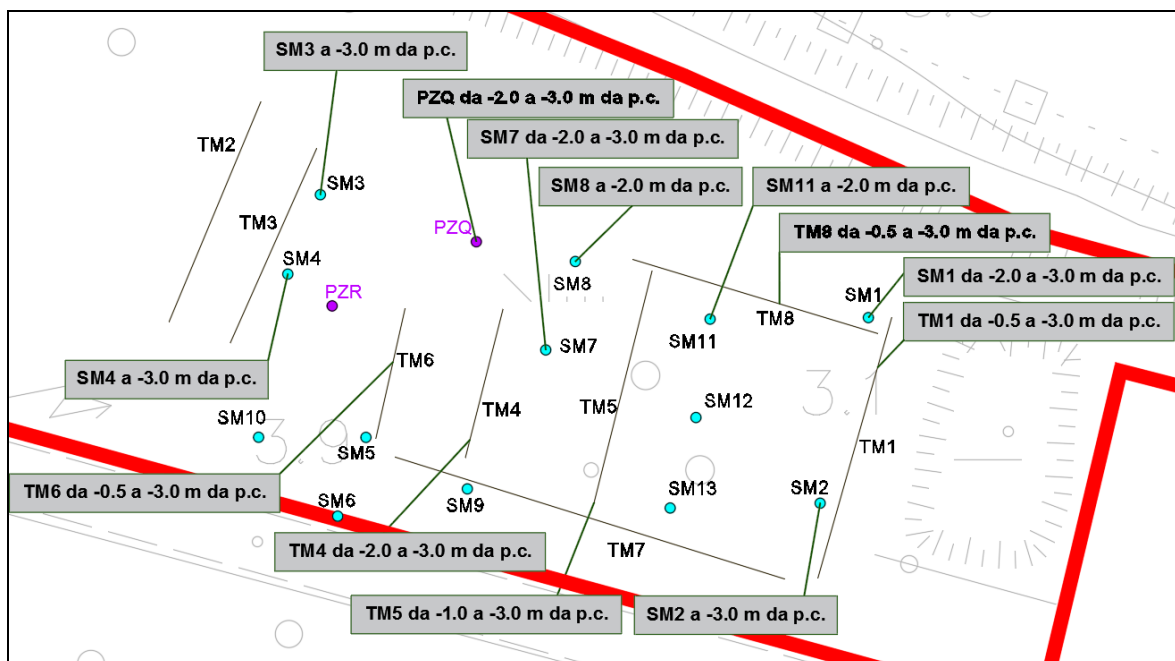 SM3 a -3.0 m da p.c.
PZQ da -2.0 a -3.0 m da p.c.
SM7 da -2.0 a -3.0 m da p.c.
TM2
SM3
SM8 a -2.0 m da p.c.
SM11 a -2.0 m da p.c.
TM3
PZQ
TM8 da -0.5 a -3.0 m da p.c.
SM4
SM8
SM1 da -2.0 a -3.0 m da p.c.
PZR
SM1
TM8
TM1 da -0.5 a -3.0 m da p.c.
SM11
SM7
TM6
SM4 a -3.0 m da p.c.
3.1
SM12
TM4
TM5
SM10
3.9
SM5
TM1
TM6 da -0.5 a -3.0 m da p.c.
SM6
SM9
SM13
SM2
TM4 da -2.0 a -3.0 m da p.c.
TM7
TM5 da -1.0 a -3.0 m da p.c.
SM2 a -3.0 m da p.c.